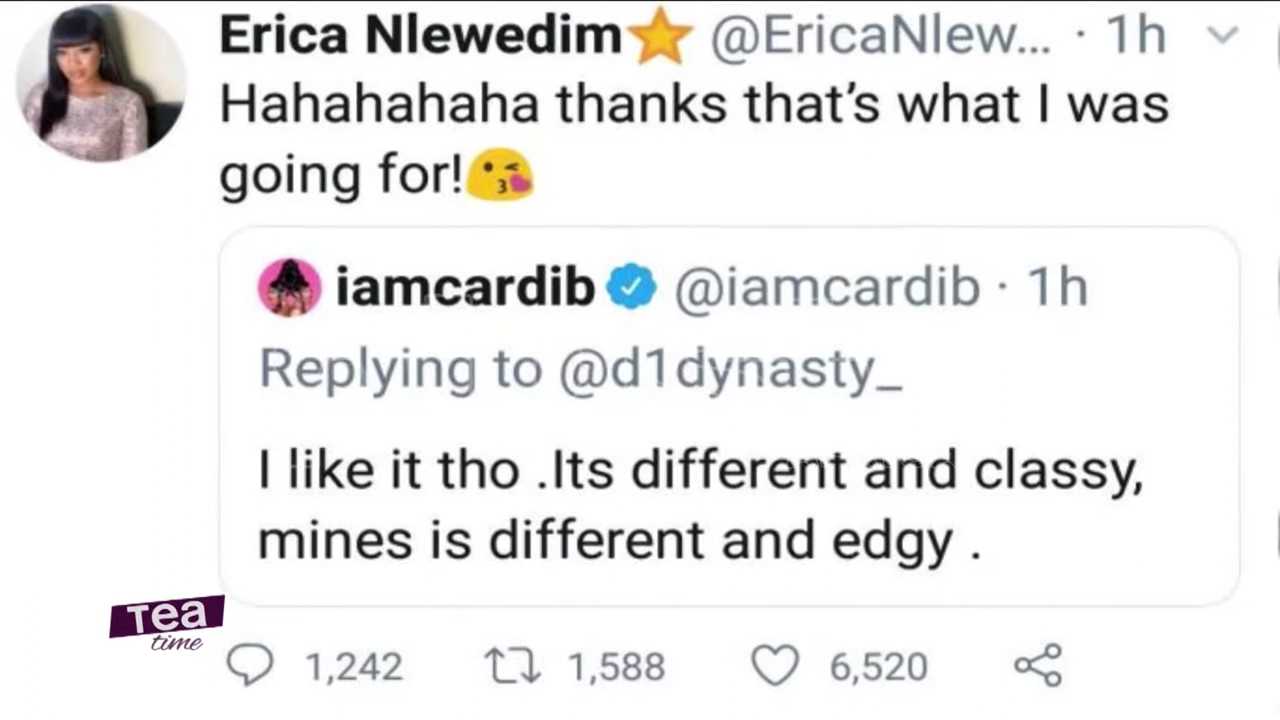 Erica Nlewedim⭐ @EricaNlew... · 1h
Hahahahaha thanks that’s what I was
going for!😘
iamcardib @iamcardib · 1h
Replying to @d1dynasty_
I like it tho .Its different and classy,
mines is different and edgy .
Tea
time
1,242 1,588 6,520